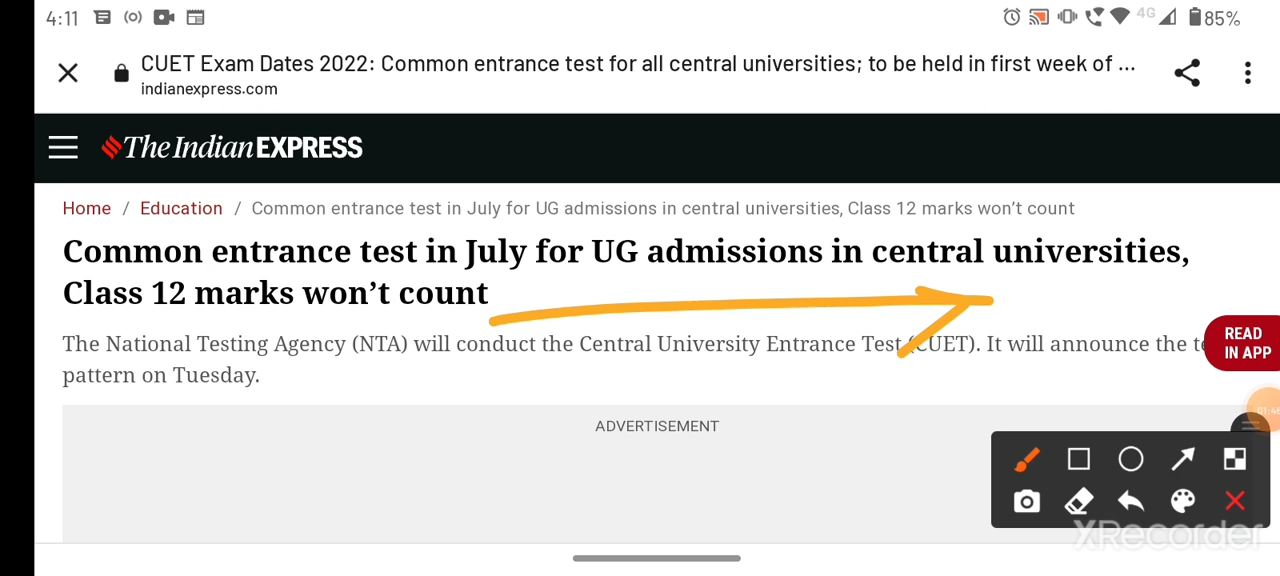 4:11
4G
85%
CUET Exam Dates 2022: Common entrance test for all central universities; to be held in first week of ...
indianexpress.com
The Indian EXPRESS
Home / Education / Common entrance test in July for UG admissions in central universities, Class 12 marks won't count
Common entrance test in July for UG admissions in central universities,
Class 12 marks won't count
The National Testing Agency (NTA) will conduct the Central University Entrance Test (CUET). It will announce the
pattern on Tuesday.
READ
IN APP
ADVERTISEMENT
XRecorder